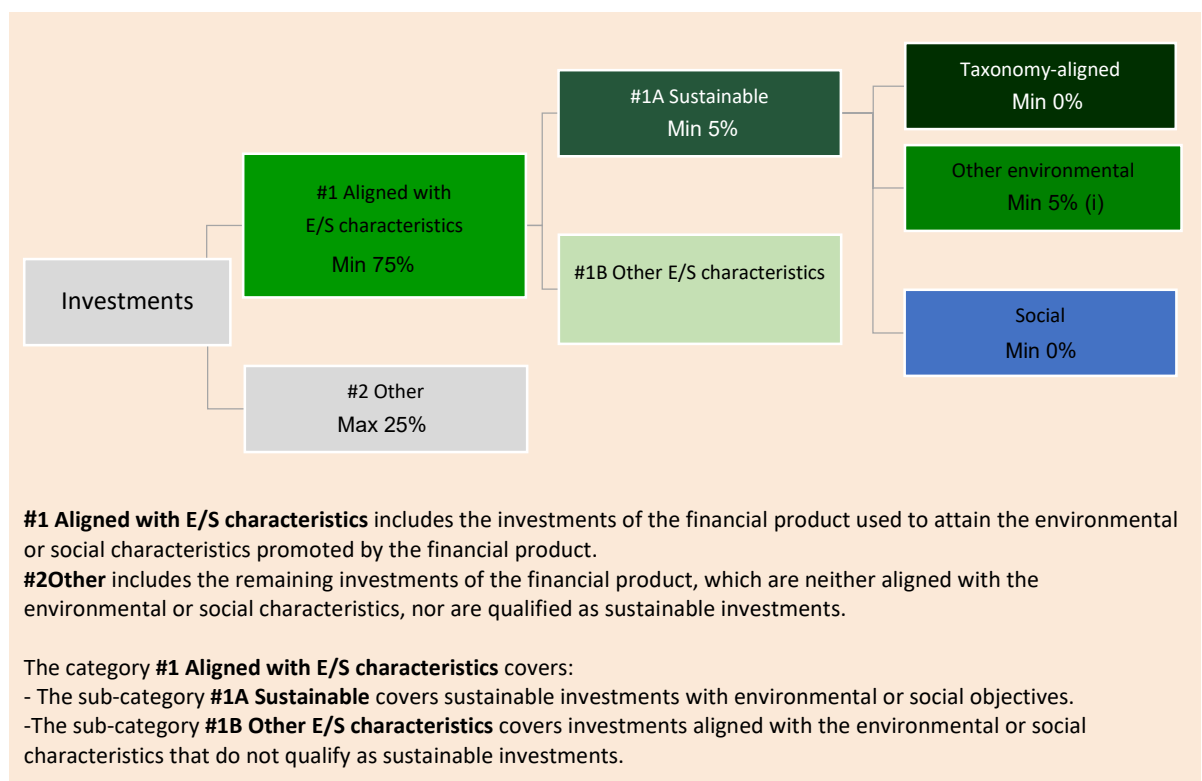 Taxonomy-aligned
Min 0%
#1A Sustainable
Min 5%
Other environmental
Min 5% (i)
#1 Aligned with
E/S characteristics
Min 75%
#1B Other E/S characteristics
Investments
Social
Min 0%
#2 Other
Max 25%
#1 Aligned with E/S characteristics includes the investments of the financial product used to attain the environmental
or social characteristics promoted by the financial product.
#2Other includes the remaining investments of the financial product, which are neither aligned with the
environmental or social characteristics, nor are qualified as sustainable investments.
The category #1 Aligned with E/S characteristics covers:
- The sub-category #1A Sustainable covers sustainable investments with environmental or social objectives.
-The sub-category #1B Other E/S characteristics covers investments aligned with the environmental or social
characteristics that do not qualify as sustainable investments.